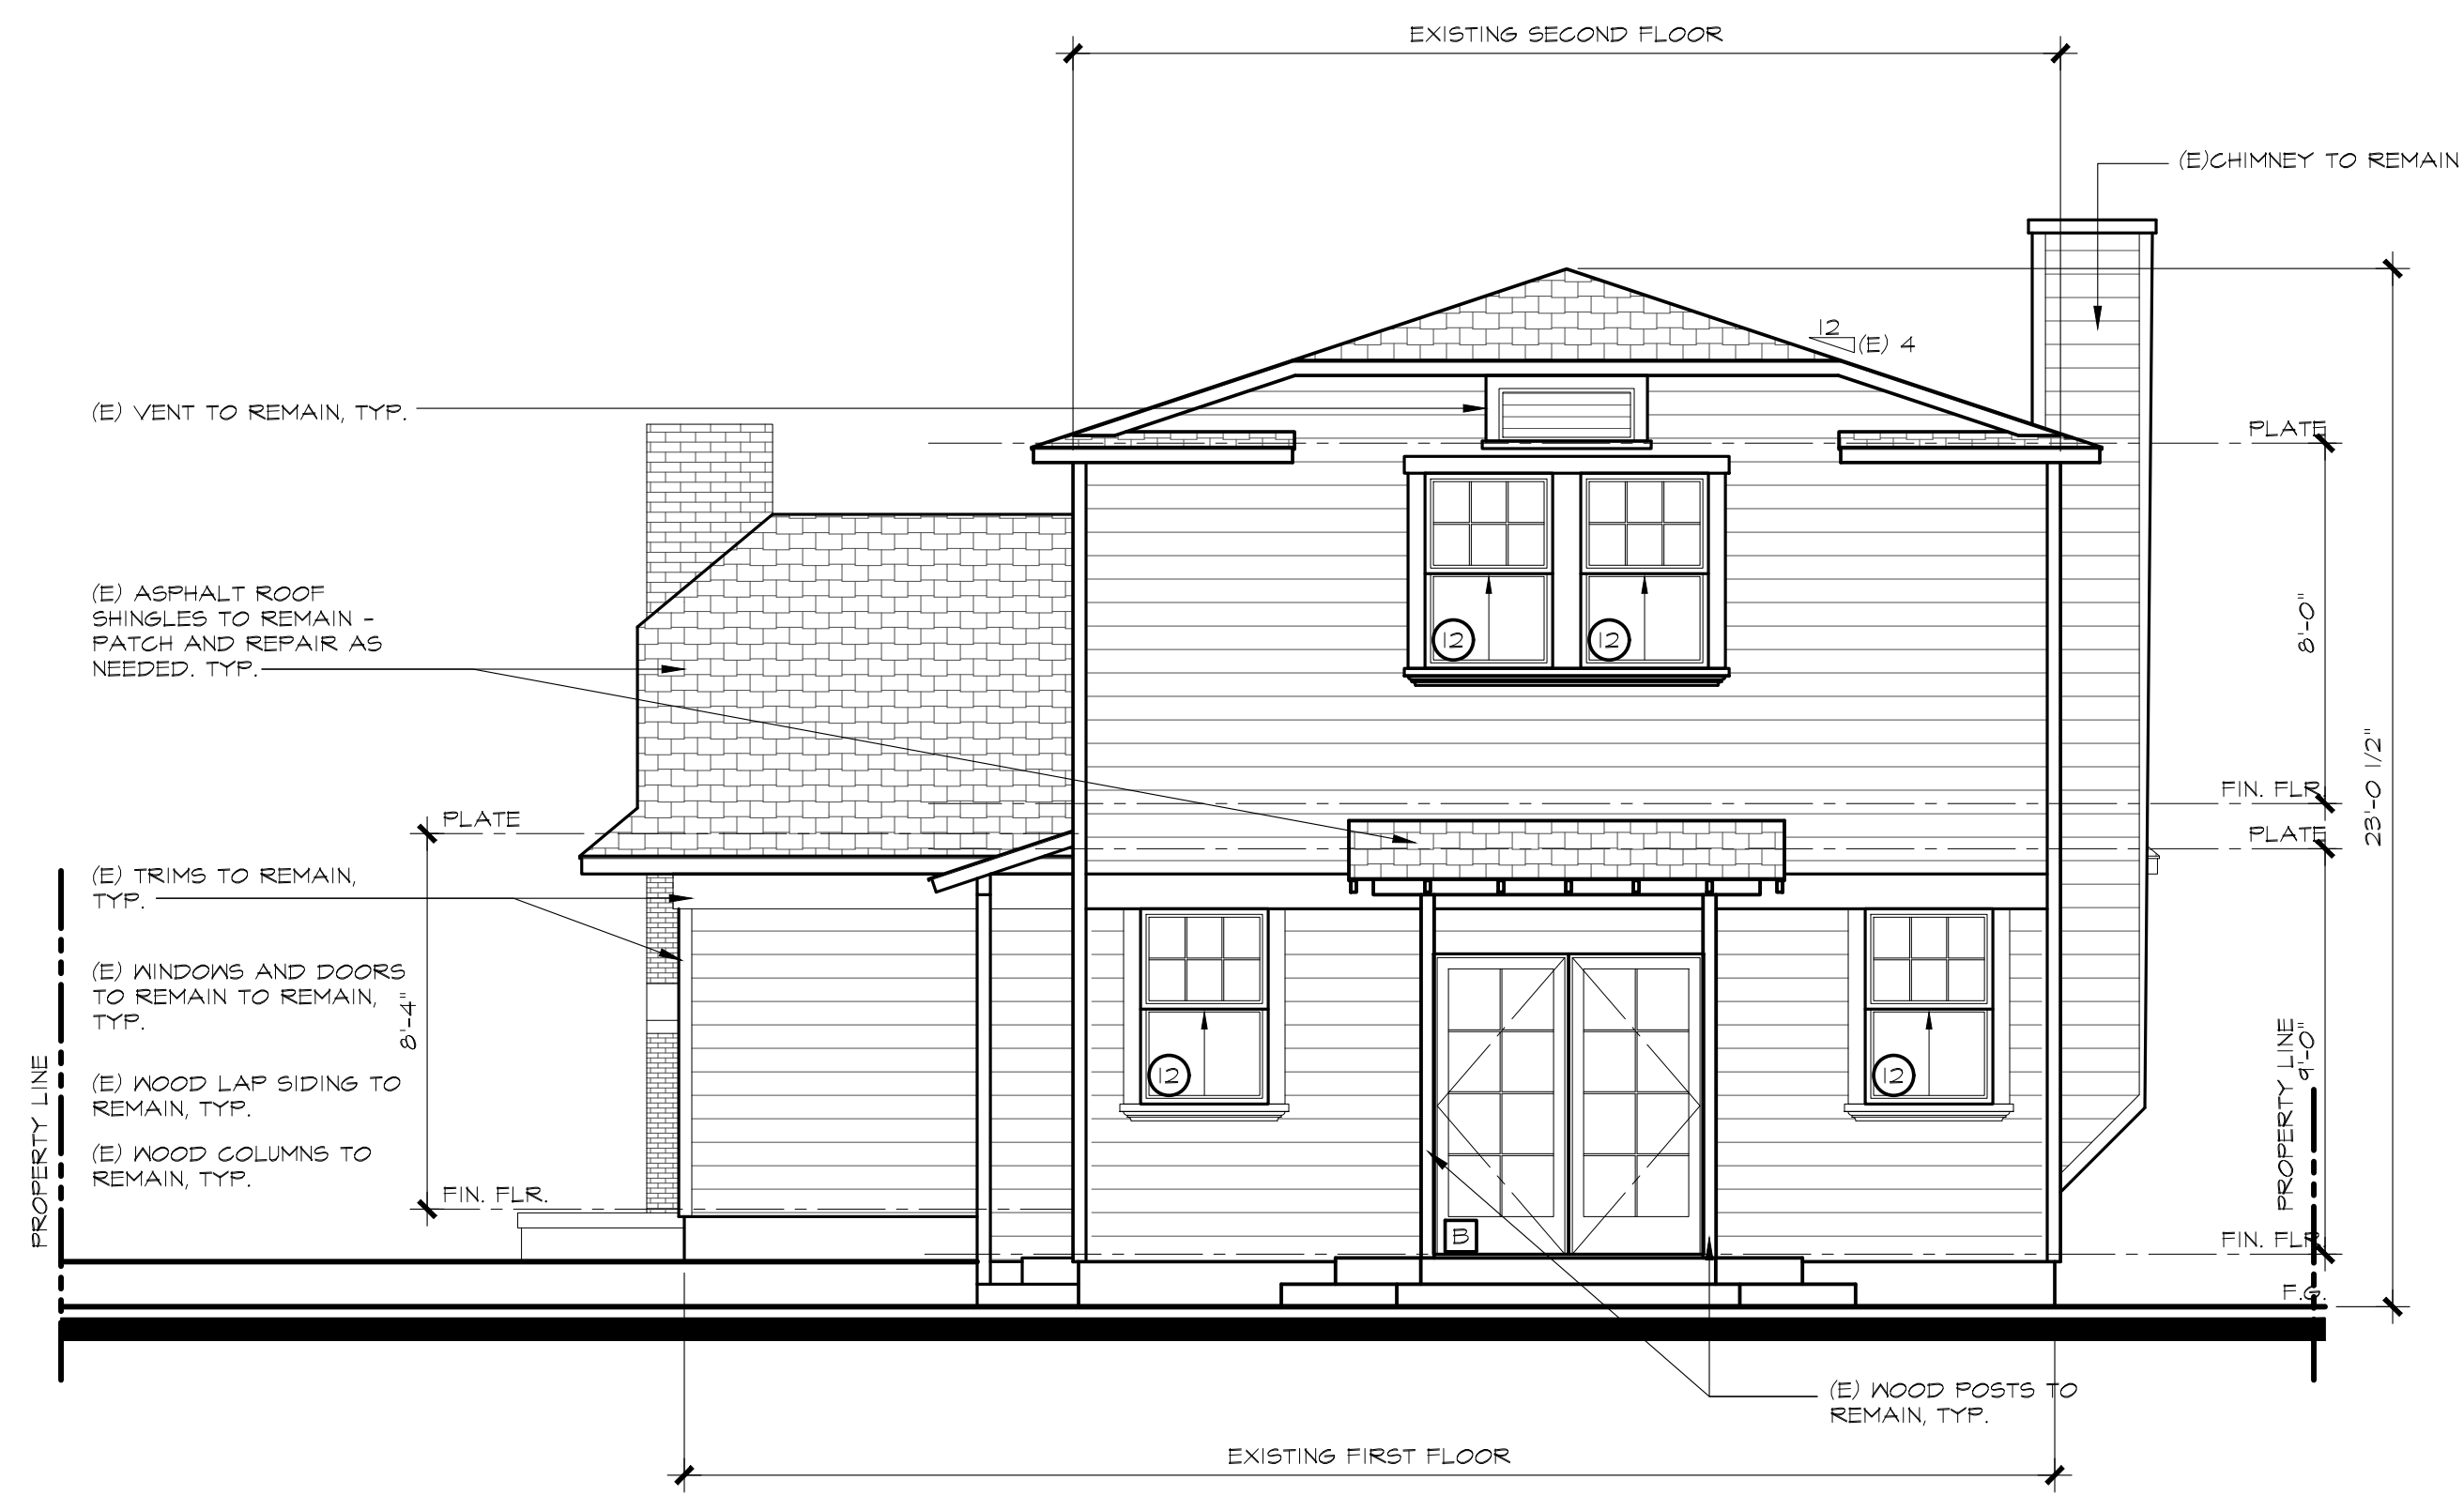 EXISTING SECOND FLOOR
(E)CHIMNEY TO REMAIN
12
(E) 4
(E) VENT TO REMAIN, TYP.
PLATE
(E) ASPHALT ROOF
SHINGLES TO REMAIN -
PATCH AND REPAIR AS
NEEDED. TYP.
8'-0"
12
12
23'-0 1/2"
FIN. FLR.
PLATE
PLATE
(E) TRIMS TO REMAIN,
TYP.
(E) WINDOWS AND DOORS
TO REMAIN TO REMAIN,
TYP.
8'-4"
(E) WOOD LAP SIDING TO
REMAIN, TYP.
(E) WOOD COLUMNS TO
REMAIN, TYP.
PROPERTY LINE
12
12
PROPERTY LINE
9'-0"
FIN. FLR.
B
FIN. FLR.
F.G.
(E) WOOD POSTS TO
REMAIN, TYP.
EXISTING FIRST FLOOR